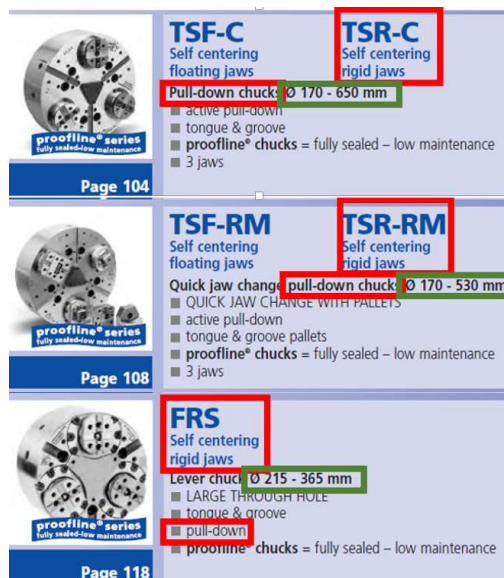 TSF-C TSR-C
Self centering Self centering
floating jaws rigid jaws
Pull-down chucks Ø 170 - 650 mm
■ active pull-down
■ tongue & groove
■ proofline® chucks = fully sealed – low maintenance
■ 3 jaws
proofline® series
fully sealed-low maintenance
Page 104
TSF-RM TSR-RM
Self centering Self centering
floating jaws rigid jaws
Quick jaw change pull-down chucks Ø 170 - 530 mm
■ QUICK JAW CHANGE WITH PALLETS
■ active pull-down
■ tongue & groove pallets
■ proofline® chucks = fully sealed – low maintenance
■ 3 jaws
proofline® series
fully sealed-low maintenance
Page 108
FRS
Self centering
rigid jaws
Lever chuck Ø 215 - 365 mm
■ LARGE THROUGH HOLE
■ tongue & groove
■ pull-down
■ proofline® chucks = fully sealed – low maintenance
proofline® series
fully sealed-low maintenance
Page 118